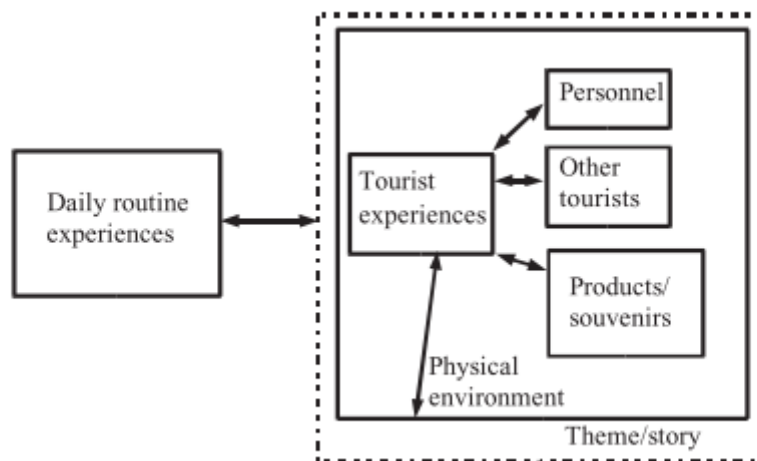 Daily routine
experiences
Tourist
experiences
Personnel
Other
tourists
Products/
souvenirs
Physical
environment
Theme/story